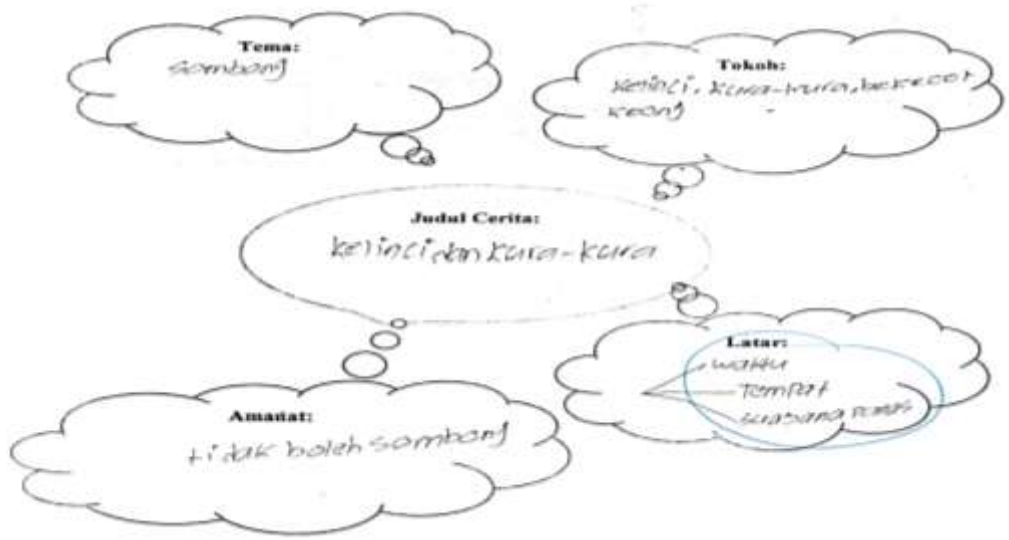 Tema:
sombong
Tokoh:
kelinci, kura-kura, bekecot
keong
Judul Cerita:
kelinci dan kura-kura
Latar:
waktu
Tempat
suasana Panas
Amanat:
tidak boleh sombong